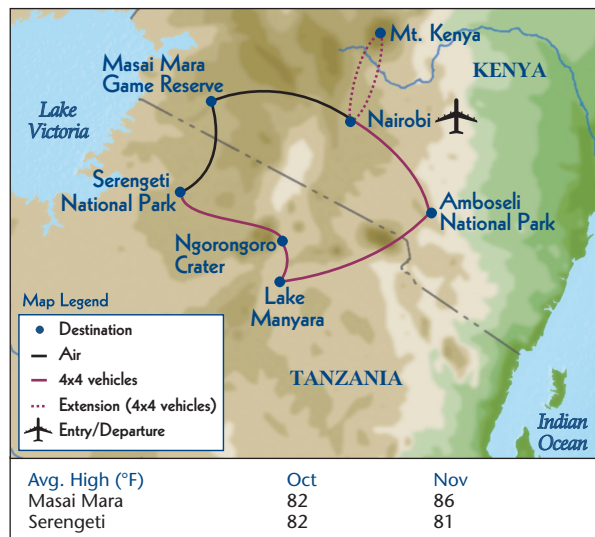 Mt. Kenya
KENYA
Masai Mara
Game Reserve
Lake
Victoria
Nairobi
Serengeti
National Park
Amboseli
National Park
Ngorongoro
Crater
Lake
Manyara
Map Legend
Destination
Air
4x4 vehicles
Extension (4x4 vehicles)
Entry/Departure
TANZANIA
Indian
Ocean
Avg. High (°F) Oct Nov
Masai Mara 82 86
Serengeti 82 81